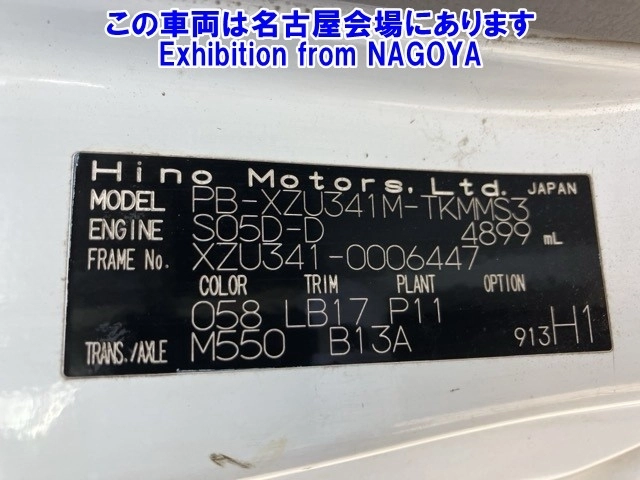 この車両は名古屋会場にあります
Exhibition from NAGOYA
Hino Motors, Ltd. JAPAN
MODEL PB-XZU341M-TKMMS3
ENGINE S05D-D 4899 mL
FRAME No. XZU341-0006447
COLOR TRIM PLANT OPTION
058 LB17 P11
TRANS./AXLE M550 B13A 913H1